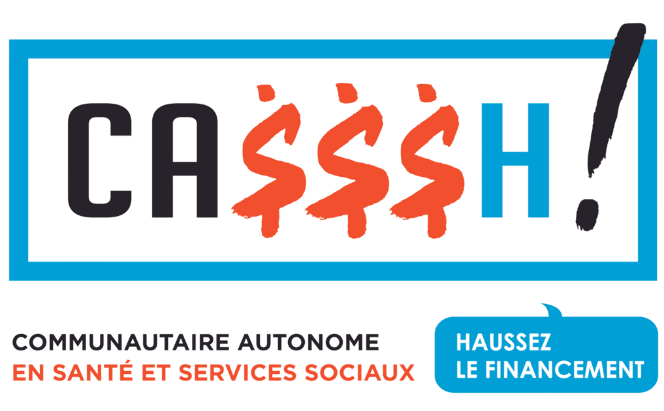 CA$$$H!
COMMUNAUTAIRE AUTONOME
EN SANTÉ ET SERVICES SOCIAUX
HAUSSEZ
LE FINANCEMENT